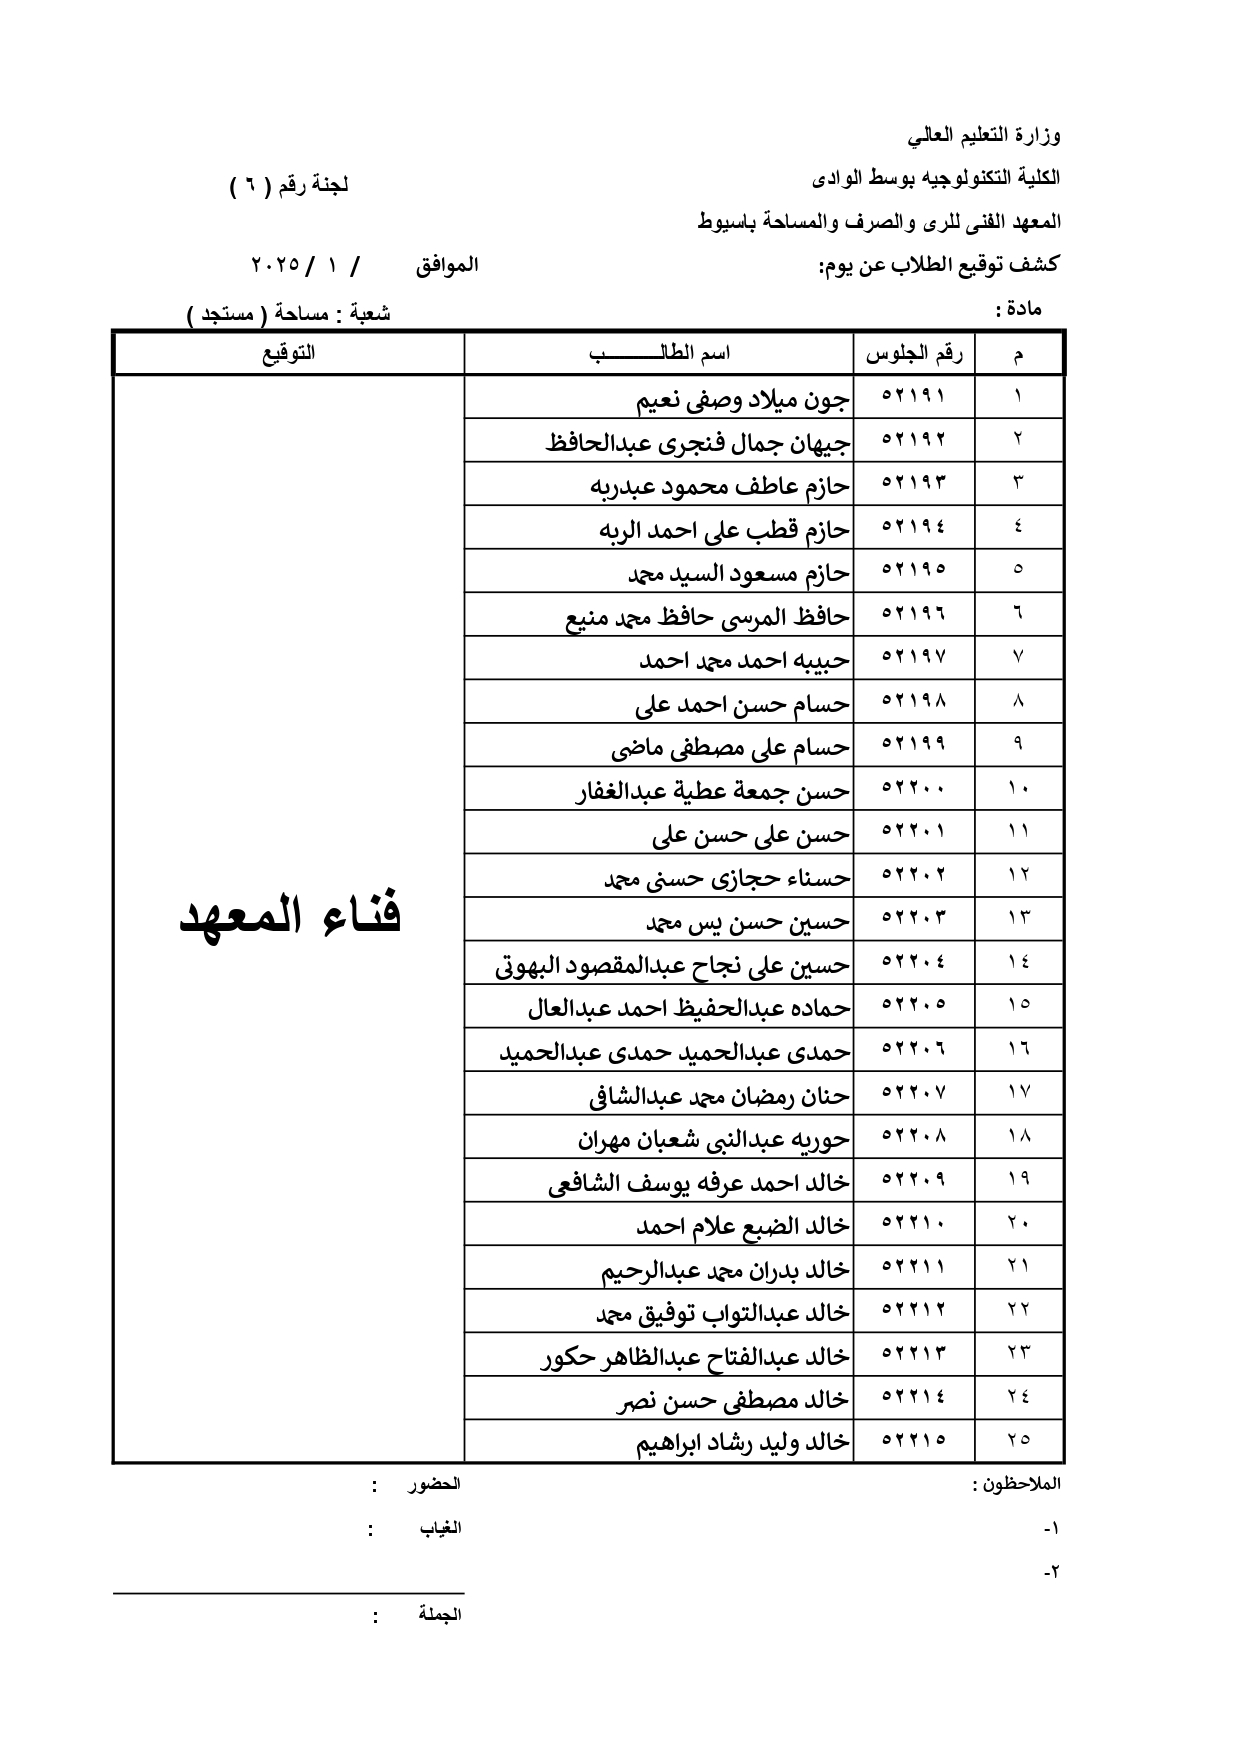 وزارة التعليم العالي
الكلية التكنولوجيه بوسط الوادى
لجنة رقم ( ٦ )
المعهد الفنى للرى والصرف والمساحة باسيوط
كشف توقيع الطلاب عن يوم: الموافق / ١ / ٢٠٢٥
مادة :
شعبة : مساحة ( مستجد )
م رقم الجلوس اسم الطالـــــــــب التوقيع
١ ٥٢١٩١ جون ميلاد وصفى نعيم
٢ ٥٢١٩٢ جيهان جمال فنجرى عبدالحافظ
٣ ٥٢١٩٣ حازم عاطف محمود عبدربه
٤ ٥٢١٩٤ حازم قطب على احمد الربه
٥ ٥٢١٩٥ حازم مسعود السيد محمد
٦ ٥٢١٩٦ حافظ المرسى حافظ محمد منيع
٧ ٥٢١٩٧ حبيبه احمد محمد احمد
٨ ٥٢١٩٨ حسام حسن احمد على
٩ ٥٢١٩٩ حسام على مصطفى ماضى
١٠ ٥٢٢٠٠ حسن جمعة عطية عبدالغفار
١١ ٥٢٢٠١ حسن على حسن على
١٢ ٥٢٢٠٢ حسناء حجازى حسنى محمد
١٣ ٥٢٢٠٣ حسين حسن يس محمد
فناء المعهد
١٤ ٥٢٢٠٤ حسين على نجاح عبدالمقصود البهوتى
١٥ ٥٢٢٠٥ حماده عبدالحفيظ احمد عبدالعال
١٦ ٥٢٢٠٦ حمدى عبدالحميد حمدى عبدالحميد
١٧ ٥٢٢٠٧ حنان رمضان محمد عبدالشافى
١٨ ٥٢٢٠٨ حوريه عبدالنبى شعبان مهران
١٩ ٥٢٢٠٩ خالد احمد عرفه يوسف الشافعى
٢٠ ٥٢٢١٠ خالد الضبع علام احمد
٢١ ٥٢٢١١ خالد بدران محمد عبدالرحيم
٢٢ ٥٢٢١٢ خالد عبدالتواب توفيق محمد
٢٣ ٥٢٢١٣ خالد عبدالفتاح عبدالظاهر حكور
٢٤ ٥٢٢١٤ خالد مصطفى حسن نصر
٢٥ ٥٢٢١٥ خالد وليد رشاد ابراهيم
الملاحظون : الحضور :
١- الغياب :
٢-
الجملة :